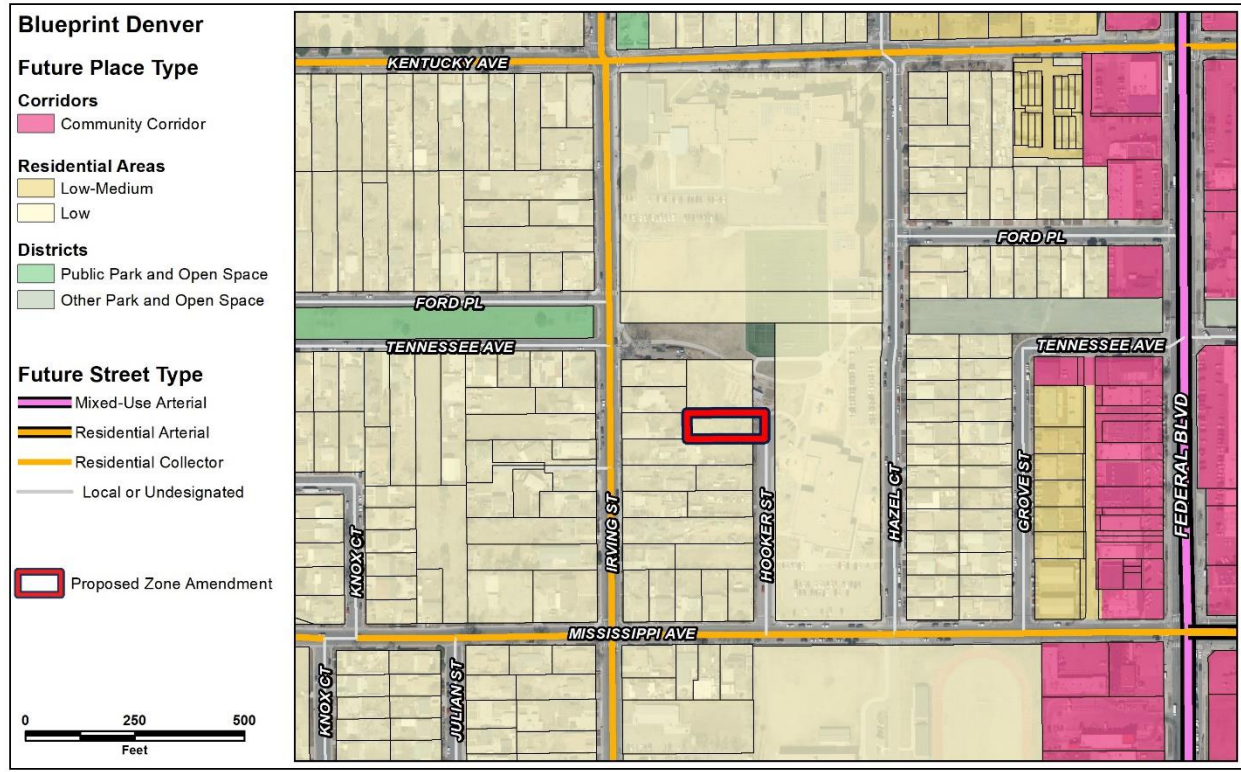 Blueprint Denver
Future Place Type
Corridors
Community Corridor
Residential Areas
Low-Medium
Low
Districts
Public Park and Open Space
Other Park and Open Space
Future Street Type
Mixed-Use Arterial
Residential Arterial
Residential Collector
Local or Undesignated
Proposed Zone Amendment
0 250 500
Feet
KENTUCKY AVE
FORD PL
FORD PL
TENNESSEE AVE
TENNESSEE AVE
KNOX CT
IRVING ST
HOOKER ST
HAZEL CT
GROVE ST
FEDERAL BLVD
MISSISSIPPI AVE
KNOX CT
JULIAN ST